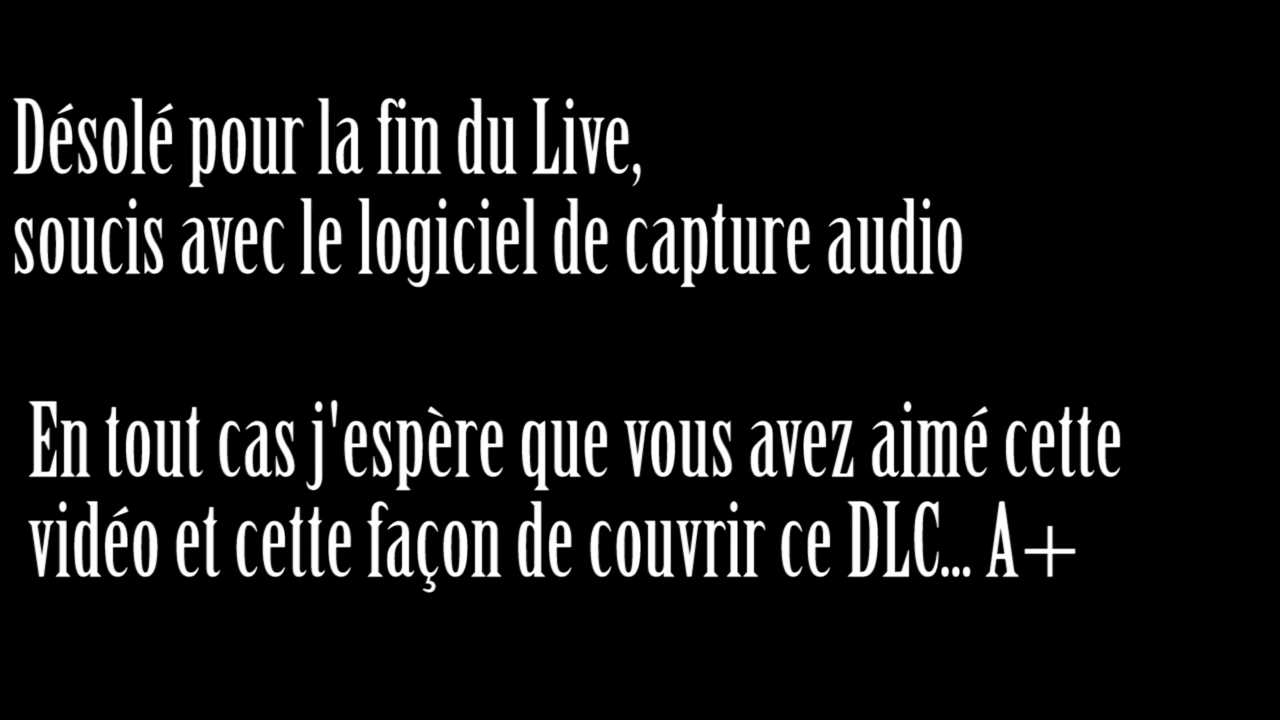 Désolé pour la fin du Live,
soucis avec le logiciel de capture audio
En tout cas j'espère que vous avez aimé cette
vidéo et cette façon de couvrir ce DLC... A+